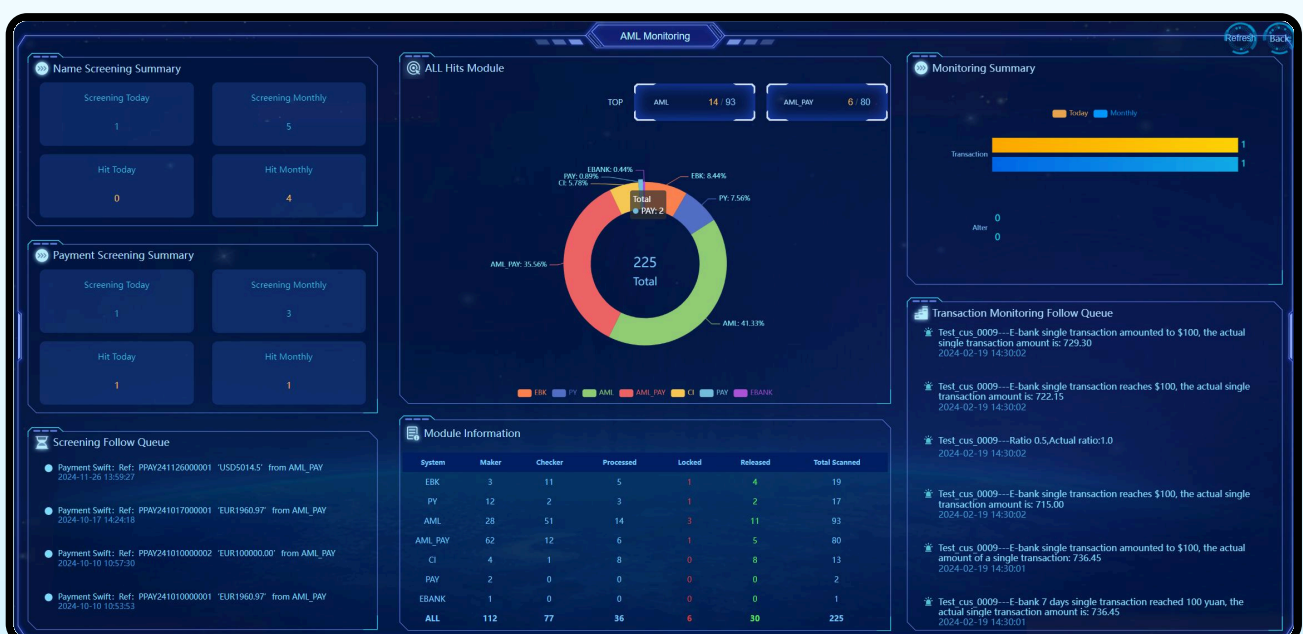 AML Monitoring
Refresh
Back
Name Screening Summary
Screening Today
1
Screening Monthly
5
Hit Today
0
Hit Monthly
4
Payment Screening Summary
Screening Today
1
Screening Monthly
3
Hit Today
1
Hit Monthly
1
Screening Follow Queue
Payment Swift: Ref: PPAY241126000001 'USD5014.5' from AML_PAY
2024-11-26 13:59:27
Payment Swift: Ref: PPAY241017000001 'EUR1960.97' from AML_PAY
2024-10-17 14:24:18
Payment Swift: Ref: PPAY241010000002 'EUR100000.00' from AML_PAY
2024-10-10 10:57:30
Payment Swift: Ref: PPAY241010000001 'EUR1960.97' from AML_PAY
2024-10-10 10:53:53
ALL Hits Module
TOP AML 14 / 93 AML_PAY 6 / 80
EBANK: 0.44%
PAY: 0.89%
CI: 5.78%
EBK: 8.44%
PY: 7.56%
Total
PAY: 2
AML_PAY: 35.56%
225
Total
AML: 41.33%
EBK PY AML AML_PAY CI PAY EBANK
Module Information
System Maker Checker Processed Locked Released Total Scanned
EBK 3 11 5 1 4 19
PY 12 2 3 1 2 17
AML 28 51 14 3 11 93
AML_PAY 62 12 6 1 5 80
CI 4 1 8 0 8 13
PAY 2 0 0 0 0 2
EBANK 1 0 0 0 0 1
ALL 112 77 36 6 30 225
Monitoring Summary
Today Monthly
Transaction
1
1
Alter
0
0
Transaction Monitoring Follow Queue
Test_cus_0009---E-bank single transaction amounted to $100, the actual
single transaction amount is: 729.30
2024-02-19 14:30:02
Test_cus_0009---E-bank single transaction reaches $100, the actual single
transaction amount is: 722.15
2024-02-19 14:30:02
Test_cus_0009---Ratio 0.5,Actual ratio:1.0
2024-02-19 14:30:02
Test_cus_0009---E-bank single transaction reaches $100, the actual single
transaction amount is: 715.00
2024-02-19 14:30:02
Test_cus_0009---E-bank single transaction amounted to $100, the actual
amount of a single transaction: 736.45
2024-02-19 14:30:01
Test_cus_0009---E-bank 7 days single transaction reached 100 yuan, the
actual single transaction amount is: 736.45
2024-02-19 14:30:01